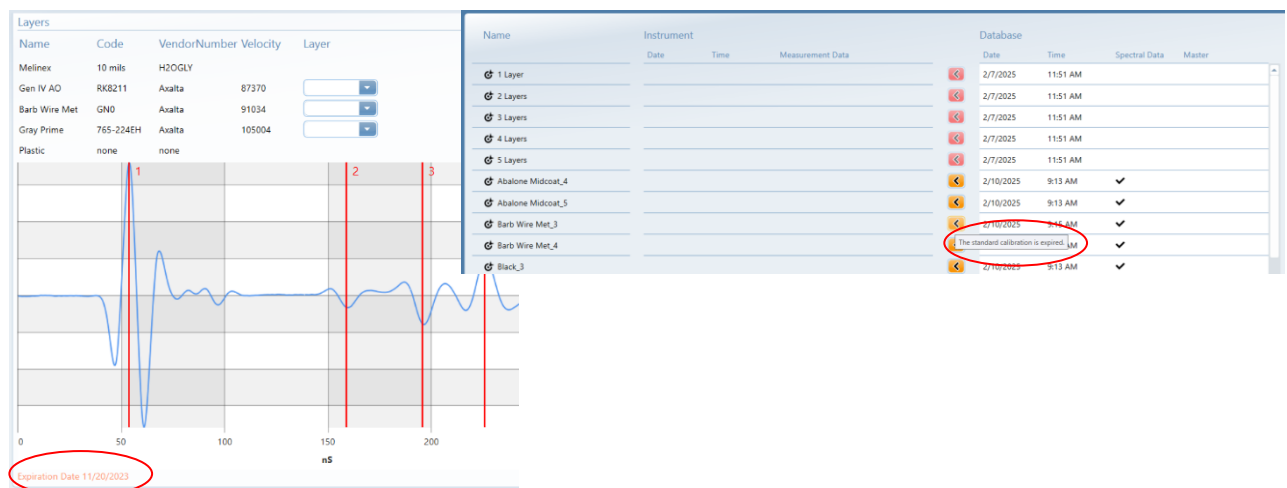 Layers
Name Code VendorNumber Velocity Layer
Melinex 10 mils H2OGLY
Gen IV AO RK8211 Axalta 87370
Barb Wire Met GN0 Axalta 91034
Gray Prime 765-224EH Axalta 105004
Plastic none none
1 2 3
0 50 100 150 200
nS
Expiration Date 11/20/2023
Name Instrument Database
Date Time Measurement Data Date Time Spectral Data Master
1 Layer 2/7/2025 11:51 AM
2 Layers 2/7/2025 11:51 AM
3 Layers 2/7/2025 11:51 AM
4 Layers 2/7/2025 11:51 AM
5 Layers 2/7/2025 11:51 AM
Abalone Midcoat_4 2/10/2025 9:13 AM
Abalone Midcoat_5 2/10/2025 9:13 AM
Barb Wire Met_3 2/10/2025 9:15 AM
Barb Wire Met_4 The standard calibration is expired. AM
Black_3 2/10/2025 9:13 AM